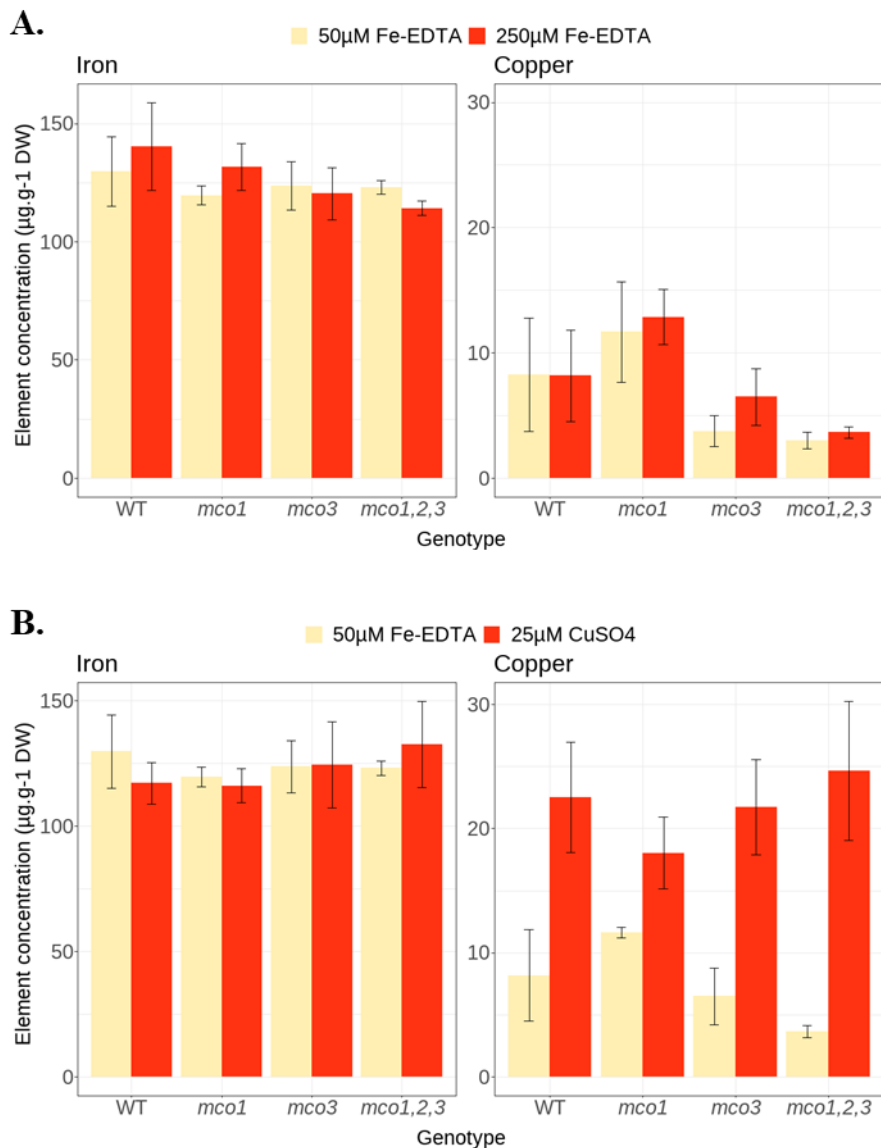 A.
50µM Fe-EDTA 250µM Fe-EDTA
Iron
Copper
Element concentration (µg.g-1 DW)
150
100
50
0
30
20
10
0
WT mco1 mco3 mco1,2,3
WT mco1 mco3 mco1,2,3
Genotype
B.
50µM Fe-EDTA 25µM CuSO4
Iron
Copper
Element concentration (µg.g-1 DW)
150
100
50
0
30
20
10
0
WT mco1 mco3 mco1,2,3
WT mco1 mco3 mco1,2,3
Genotype